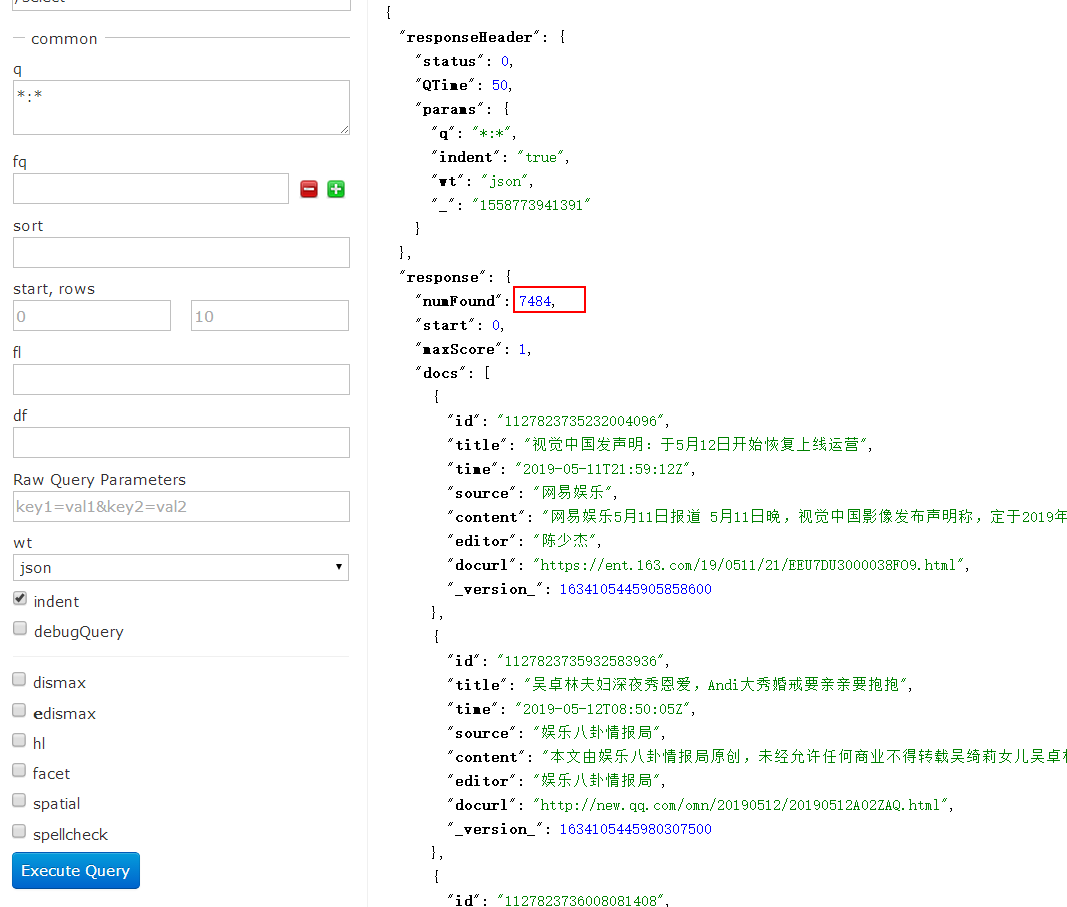 common
q
*:*
fq
sort
start, rows
0
10
fl
df
Raw Query Parameters
key1=val1&key2=val2
wt
json
indent
debugQuery
dismax
edismax
hl
facet
spatial
spellcheck
Execute Query
{
"responseHeader": {
"status": 0,
"QTime": 50,
"params": {
"q": "*:*",
"indent": "true",
"wt": "json",
"_": "1558773941391"
}
},
"response": {
"numFound": 7484,
"start": 0,
"maxScore": 1,
"docs": [
{
"id": "1127823735232004096",
"title": "视觉中国发声明：于5月12日开始恢复上线运营",
"time": "2019-05-11T21:59:12Z",
"source": "网易娱乐",
"content": "网易娱乐5月11日报道 5月11日晚，视觉中国影像发布声明称，定于2019年
"editor": "陈少杰",
"docurl": "https://ent.163.com/19/0511/21/EEU7DU3000038FO9.html",
"_version_": 1634105445905858600
},
{
"id": "1127823735932583936",
"title": "吴卓林夫妇深夜秀恩爱，Andi大秀婚戒要亲亲要抱抱",
"time": "2019-05-12T08:50:05Z",
"source": "娱乐八卦情报局",
"content": "本文由娱乐八卦情报局原创，未经允许任何商业不得转载吴绮莉女儿吴卓林
"editor": "娱乐八卦情报局",
"docurl": "http://new.qq.com/omn/20190512/20190512A02ZAQ.html",
"_version_": 1634105445980307500
},
{
"id": "1127823736008081408",